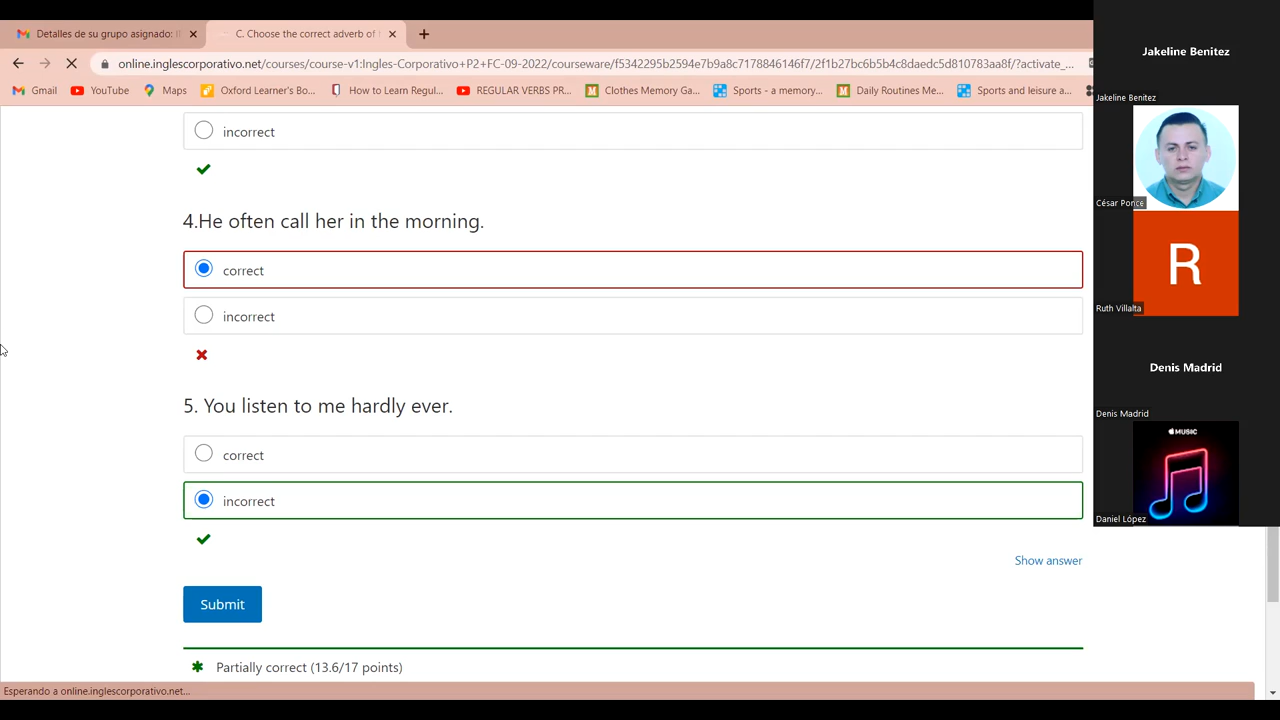 Detalles de su grupo asignado: I
C. Choose the correct adverb of f
online.inglescorporativo.net/courses/course-v1:Ingles-Corporativo+P2+FC-09-2022/courseware/f5342295b2594e7b9a8c7178846146f7/2f1b27bc6b5b4c8daedc5d810783aa8f/?activate_...
Gmail
YouTube
Maps
Oxford Learner's Bo...
How to Learn Regul...
REGULAR VERBS PR...
Clothes Memory Ga...
Sports - a memory...
Daily Routines Me...
Sports and leisure a...
incorrect
4.He often call her in the morning.
correct
incorrect
5. You listen to me hardly ever.
correct
incorrect
Show answer
Submit
Partially correct (13.6/17 points)
Esperando a online.inglescorporativo.net...
Jakeline Benitez
Jakeline Benitez
César Ponce
R
Ruth Villalta
Denis Madrid
Denis Madrid
MUSIC
Daniel López